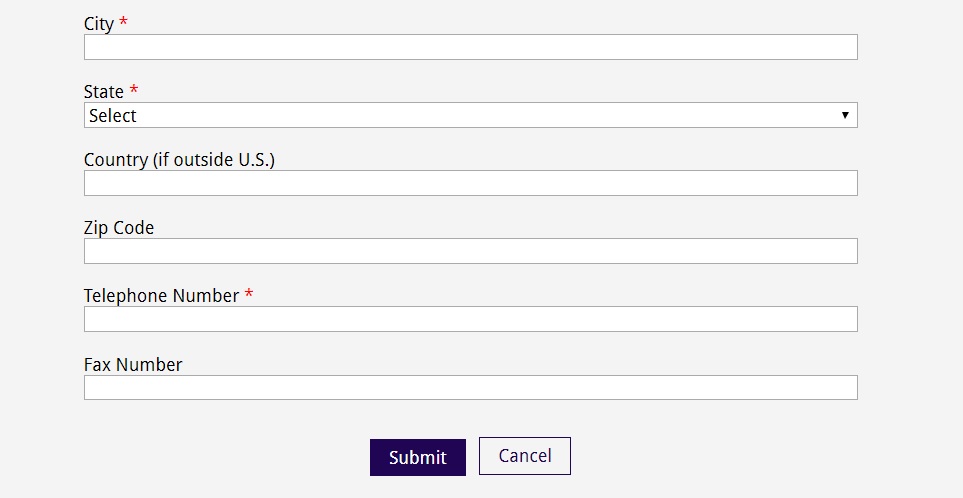 City *
State *
Select
Country (if outside U.S.)
Zip Code
Telephone Number *
Fax Number
Submit Cancel